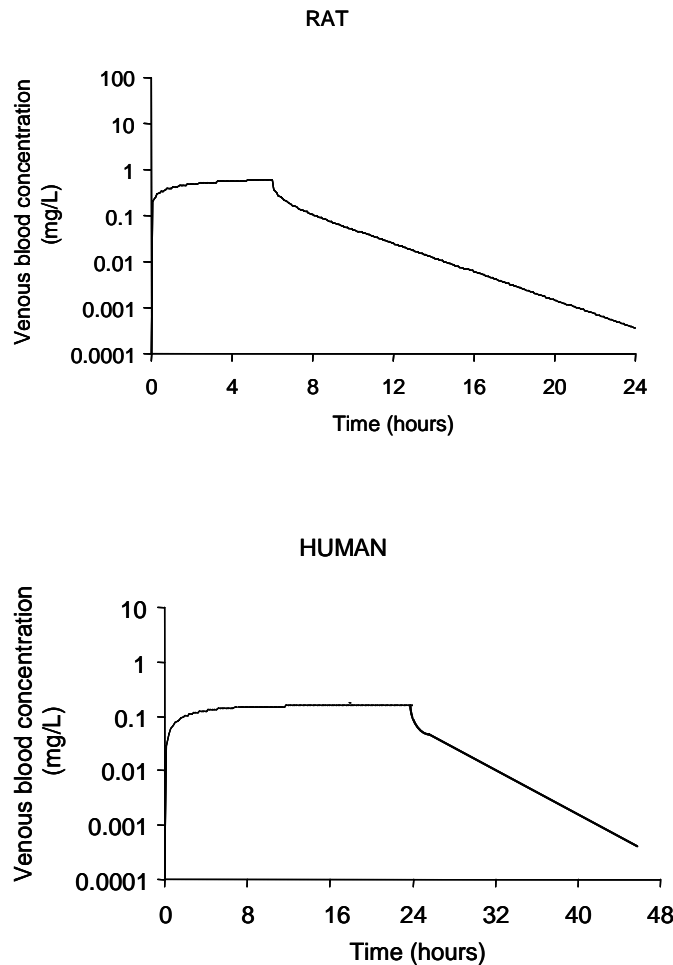 RAT
Venous blood concentration
(mg/L)
100
10
1
0.1
0.01
0.001
0.0001
0 4 8 12 16 20 24
Time (hours)
HUMAN
Venous blood concentration
(mg/L)
10
1
0.1
0.01
0.001
0.0001
0 8 16 24 32 40 48
Time (hours)